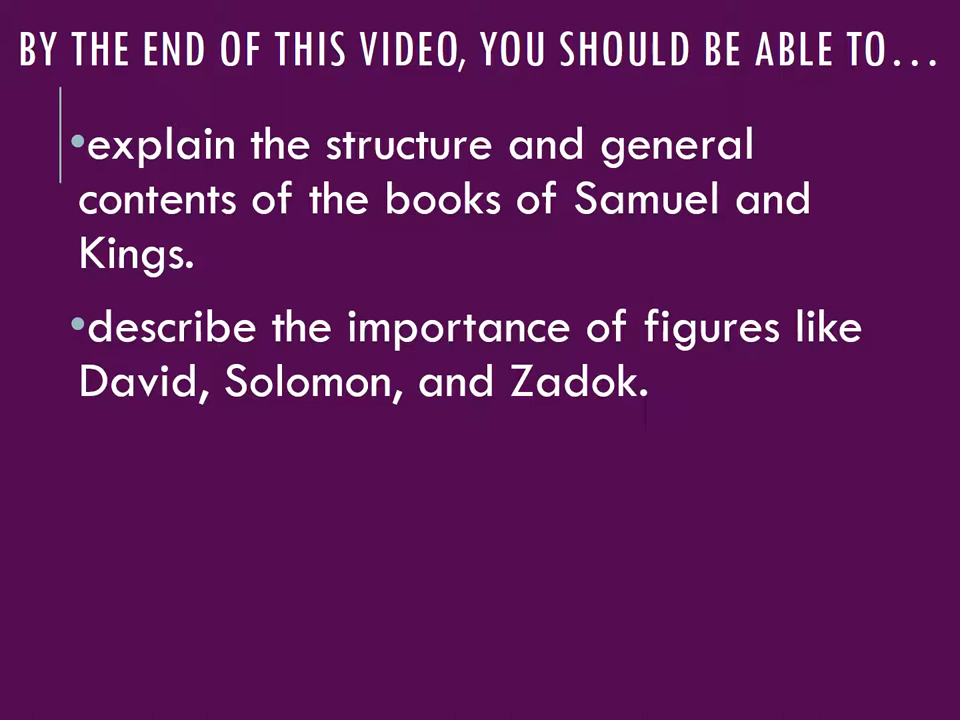 BY THE END OF THIS VIDEO, YOU SHOULD BE ABLE TO...
•explain the structure and general
contents of the books of Samuel and
Kings.
•describe the importance of figures like
David, Solomon, and Zadok.